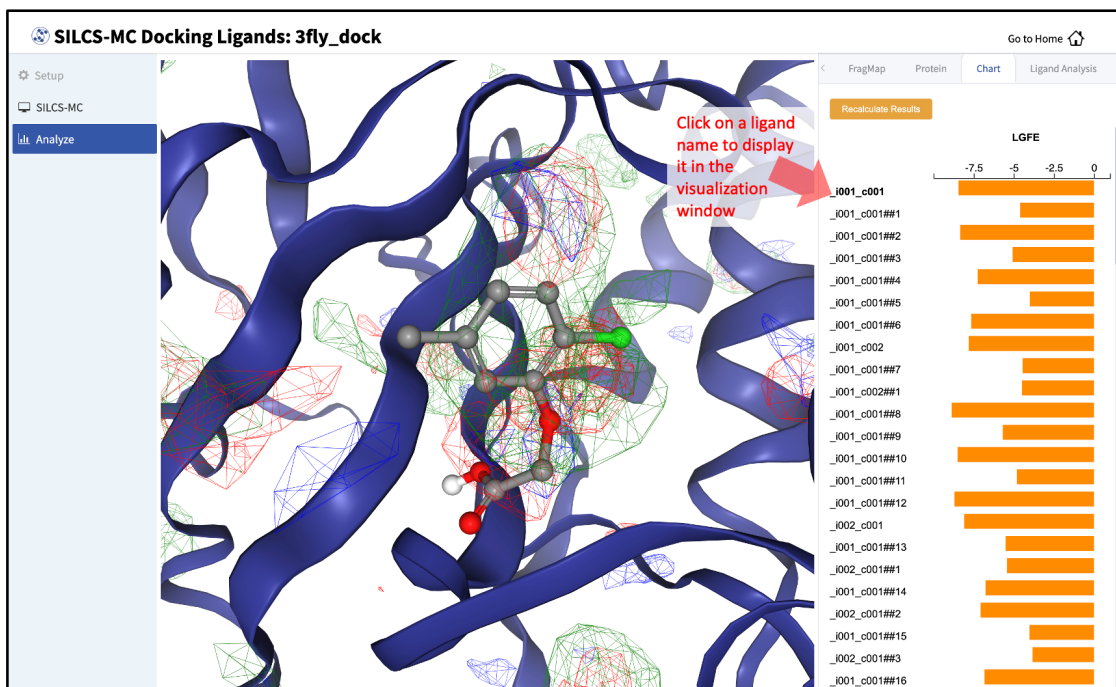 SILCS-MC Docking Ligands: 3fly_dock
Go to Home
Setup
SILCS-MC
Analyze
FragMap Protein Chart Ligand Analysis
Recalculate Results
Click on a ligand
name to display
it in the
visualization
window
LGFE
-7.5 -5 -2.5 0
_i001_c001
_i001_c001##1
_i001_c001##2
_i001_c001##3
_i001_c001##4
_i001_c001##5
_i001_c001##6
_i001_c002
_i001_c001##7
_i001_c002##1
_i001_c001##8
_i001_c001##9
_i001_c001##10
_i001_c001##11
_i001_c001##12
_i002_c001
_i001_c001##13
_i002_c001##1
_i001_c001##14
_i002_c001##2
_i001_c001##15
_i002_c001##3
_i001_c001##16